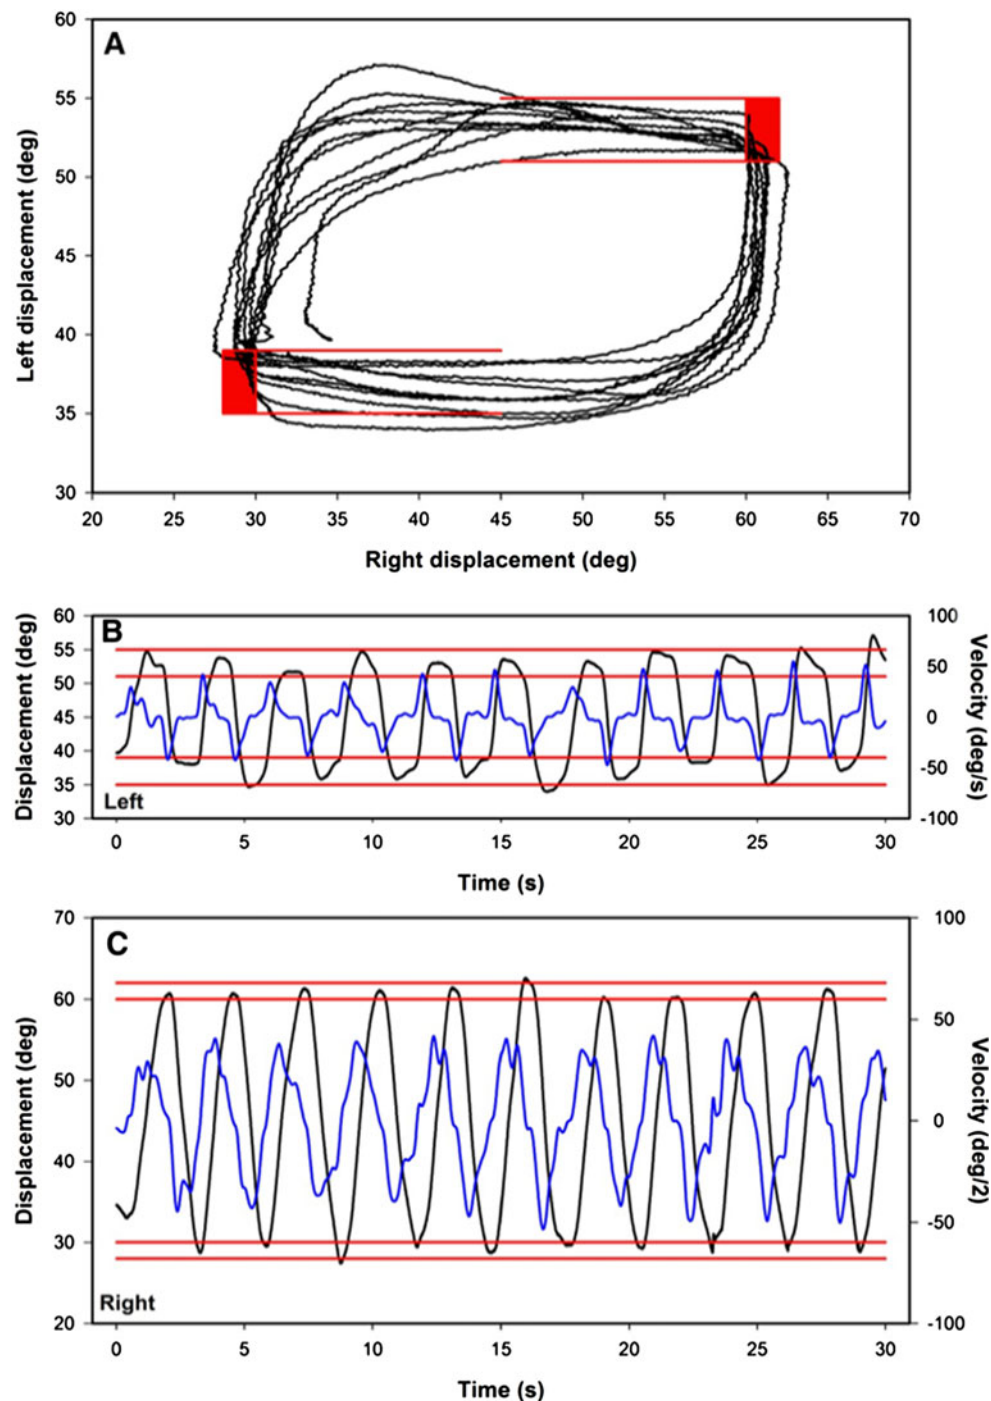 A
60
55
50
45
40
35
30
Left displacement (deg)
20 25 30 35 40 45 50 55 60 65 70
Right displacement (deg)
B
60
55
50
45
40
35
30
Displacement (deg)
100
50
0
-50
-100
Velocity (deg/s)
Left
0 5 10 15 20 25 30
Time (s)
C
70
60
50
40
30
20
Displacement (deg)
100
50
0
-50
-100
Velocity (deg/2)
Right
0 5 10 15 20 25 30
Time (s)